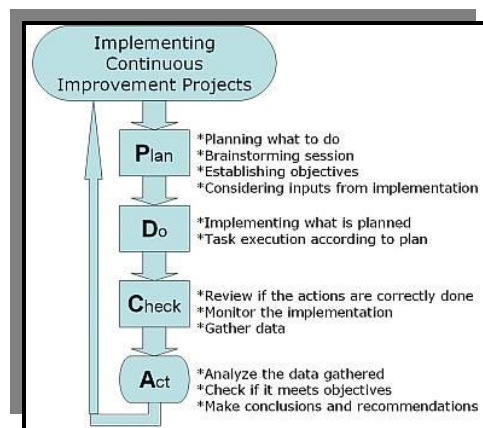 Implementing
Continuous
Improvement Projects
Plan
*Planning what to do
*Brainstorming session
*Establishing objectives
*Considering inputs from implementation
Do
*Implementing what is planned
*Task execution according to plan
Check
*Review if the actions are correctly done
*Monitor the implementation
*Gather data
Act
*Analyze the data gathered
*Check if it meets objectives
*Make conclusions and recommendations